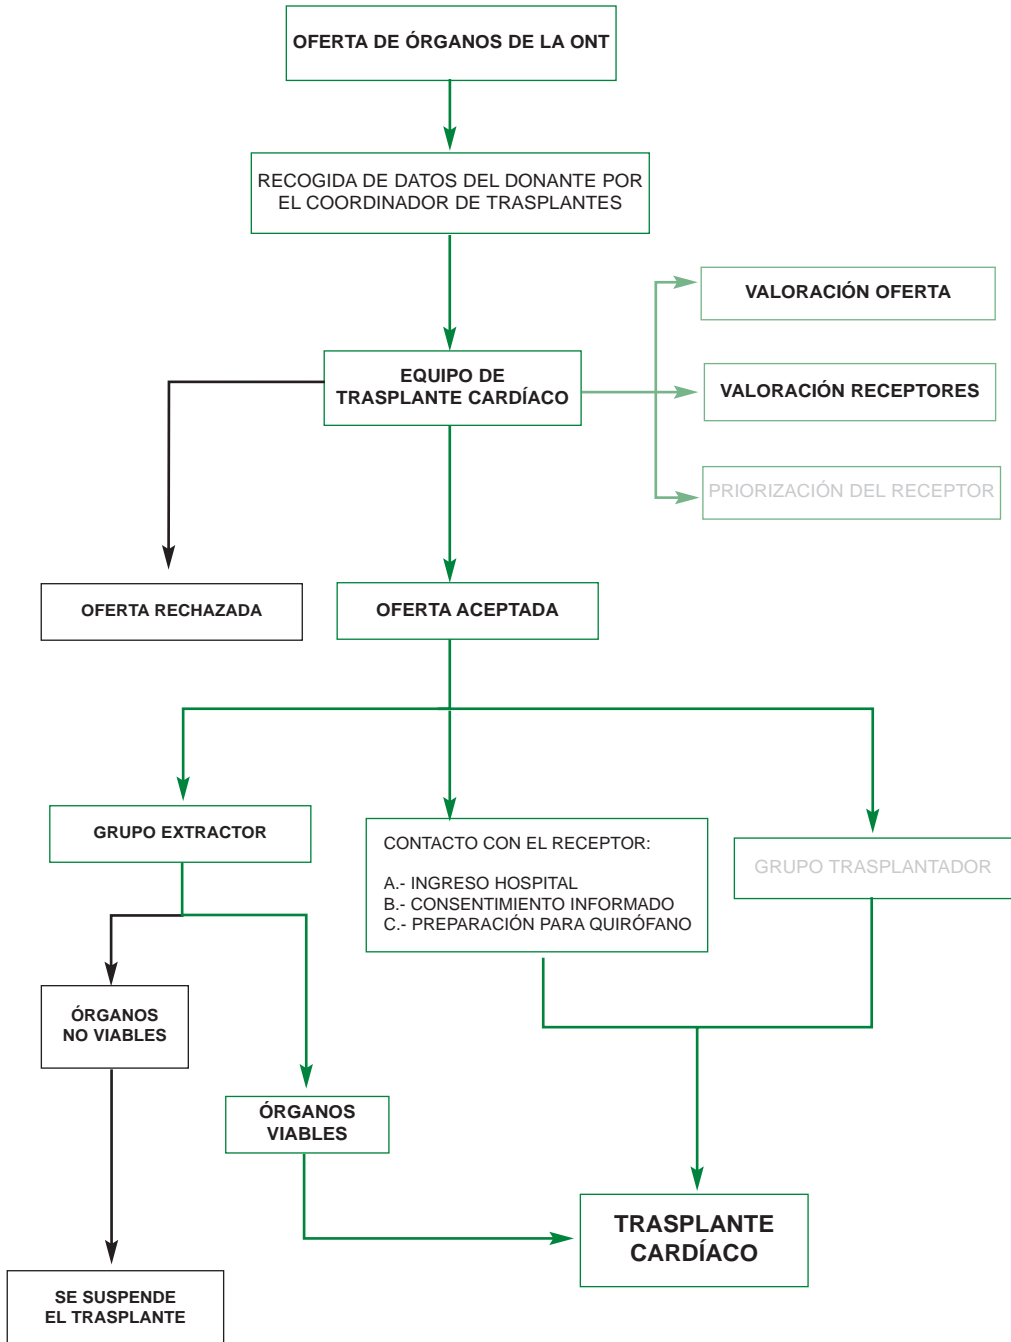 OFERTA DE ÓRGANOS DE LA ONT
RECOGIDA DE DATOS DEL DONANTE POR
EL COORDINADOR DE TRASPLANTES
VALORACIÓN OFERTA
EQUIPO DE
TRASPLANTE CARDÍACO
VALORACIÓN RECEPTORES
PRIORIZACIÓN DEL RECEPTOR
OFERTA RECHAZADA
OFERTA ACEPTADA
GRUPO EXTRACTOR
CONTACTO CON EL RECEPTOR:
A.- INGRESO HOSPITAL
B.- CONSENTIMIENTO INFORMADO
C.- PREPARACIÓN PARA QUIRÓFANO
GRUPO TRASPLANTADOR
ÓRGANOS
NO VIABLES
ÓRGANOS
VIABLES
TRASPLANTE
CARDÍACO
SE SUSPENDE
EL TRASPLANTE